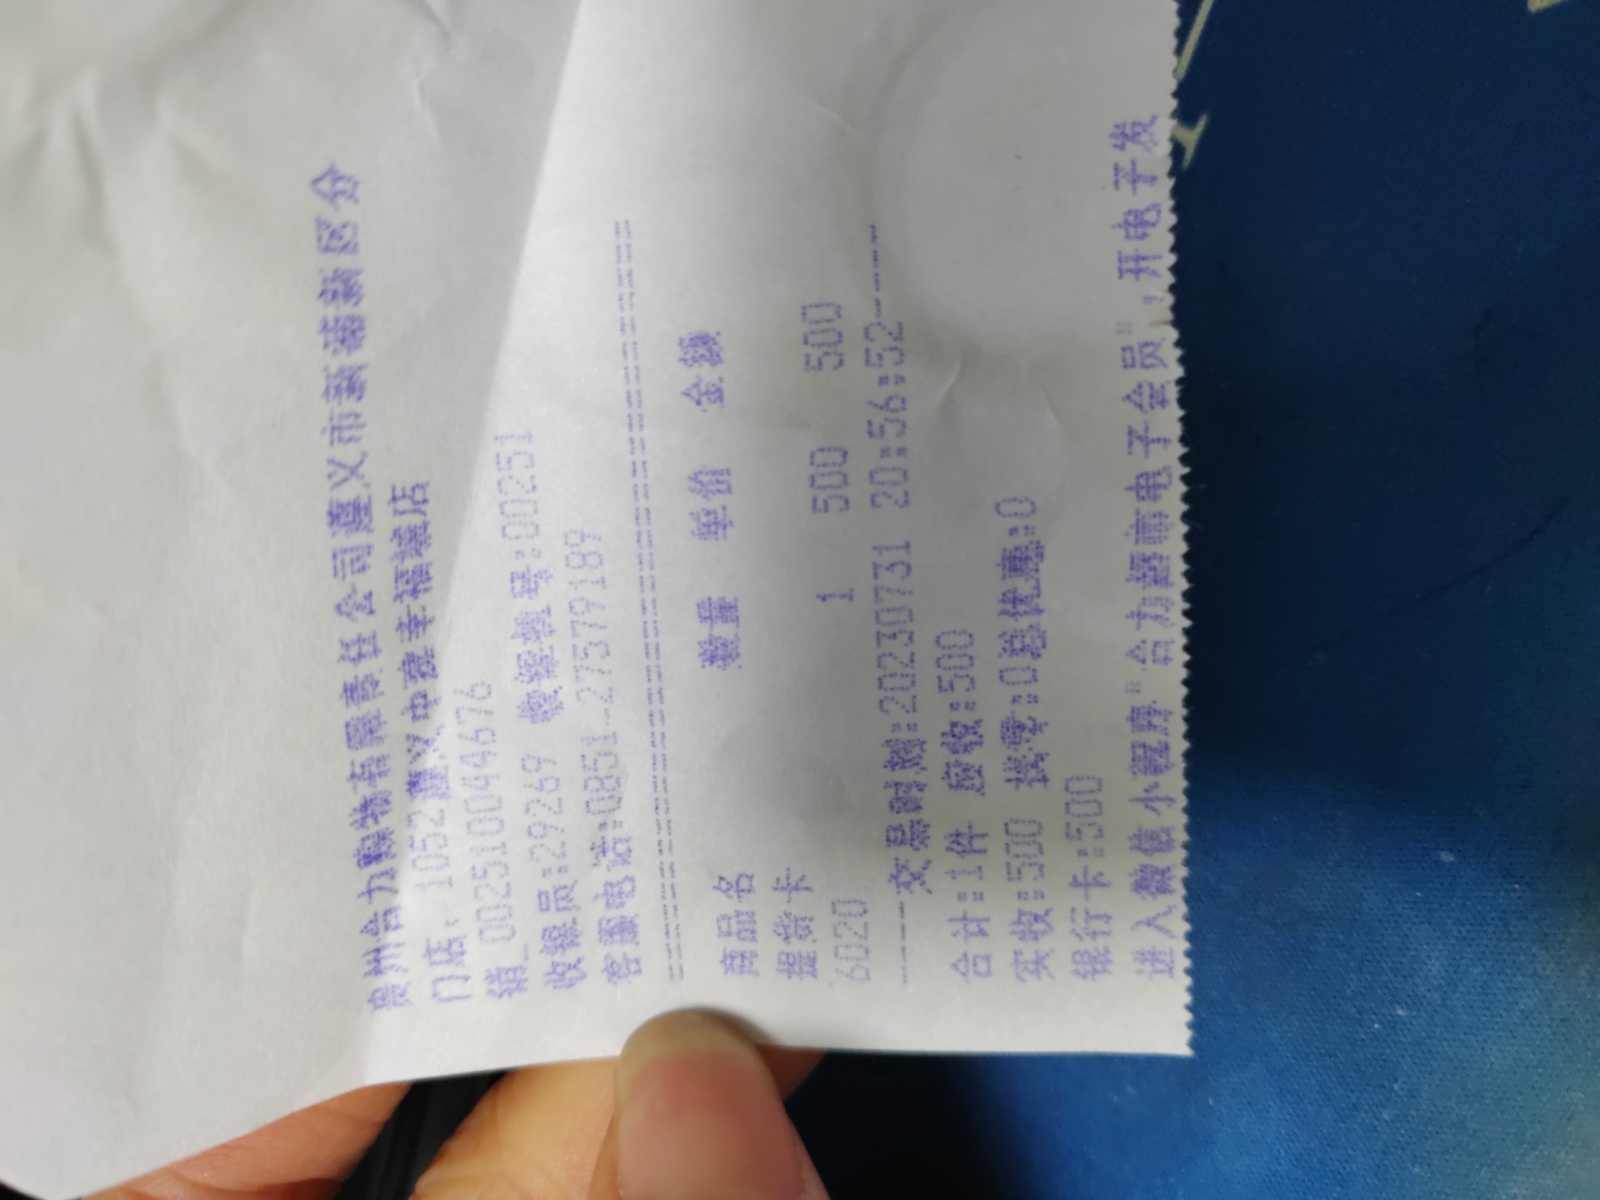 贵州合力购物有限责任公司遵义市新蒲新区分
门店：1052遵义中鑫幸福城店
销_00251004 4676
收银员:29269 收银机号:00251
客服电话:0851-27579189
商品名 数量 单价 金额
提货卡
6020 1 500 500
----交易时刻:20230731 20:56:52----
合计:1件 应收:500
实收:500 找零:0总优惠:0
银行卡:500
进入微信小程序"合力超市电子会员",开电子发